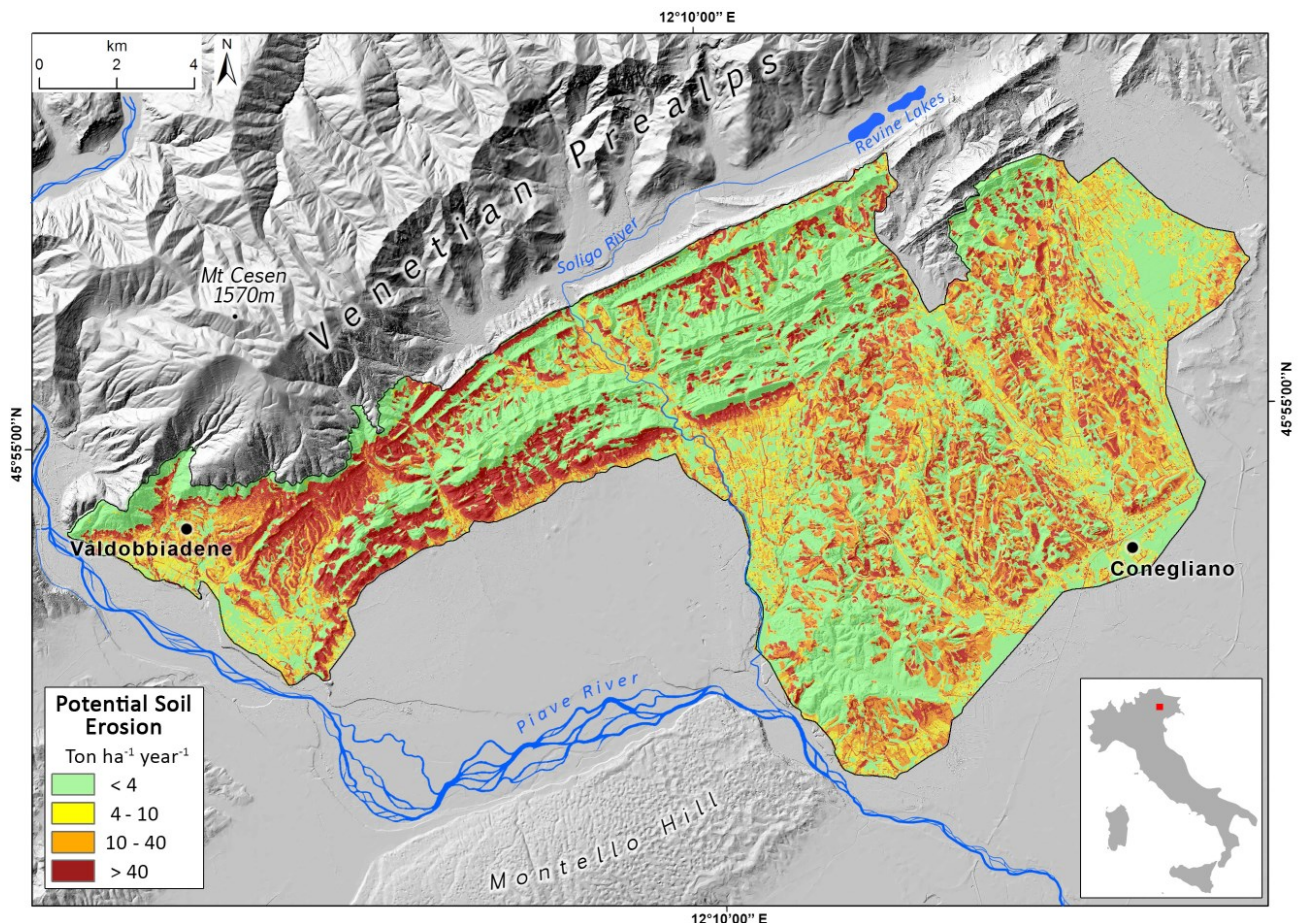 12°10'00'' E
km
0 2 4
N
Venetian Prealps
Revine Lakes
Soligo River
Mt Cesen
1570m
45°55'00''N
45°55'00''N
Valdobbiadene
Conegliano
Piave River
Montello Hill
Potential Soil
Erosion
Ton ha⁻¹ year⁻¹
< 4
4 - 10
10 - 40
> 40
12°10'00'' E